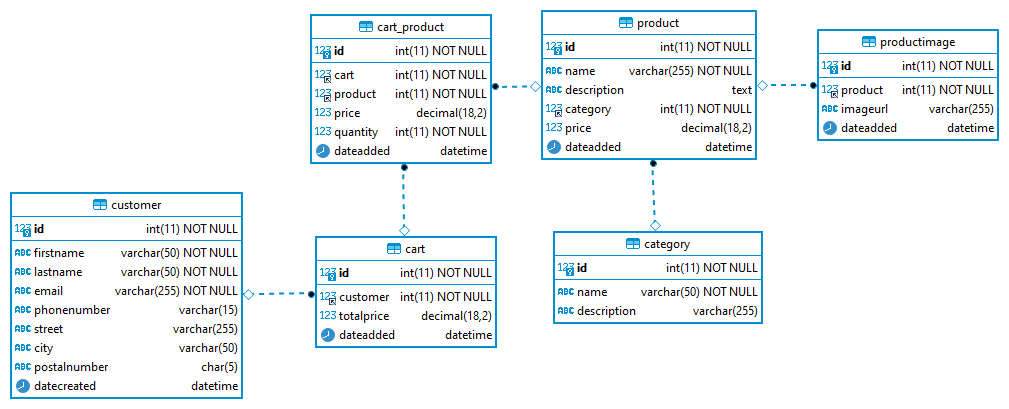 cart_product
123 id int(11) NOT NULL
123 cart int(11) NOT NULL
123 product int(11) NOT NULL
123 price decimal(18,2)
123 quantity int(11) NOT NULL
dateadded datetime
product
123 id int(11) NOT NULL
ABC name varchar(255) NOT NULL
ABC description text
123 category int(11) NOT NULL
123 price decimal(18,2)
dateadded datetime
productimage
123 id int(11) NOT NULL
123 product int(11) NOT NULL
ABC imageurl varchar(255)
dateadded datetime
customer
123 id int(11) NOT NULL
ABC firstname varchar(50) NOT NULL
ABC lastname varchar(50) NOT NULL
ABC email varchar(255) NOT NULL
ABC phonenumber varchar(15)
ABC street varchar(255)
ABC city varchar(50)
ABC postalnumber char(5)
datecreated datetime
cart
123 id int(11) NOT NULL
123 customer int(11) NOT NULL
123 totalprice decimal(18,2)
dateadded datetime
category
123 id int(11) NOT NULL
ABC name varchar(50) NOT NULL
ABC description varchar(255)